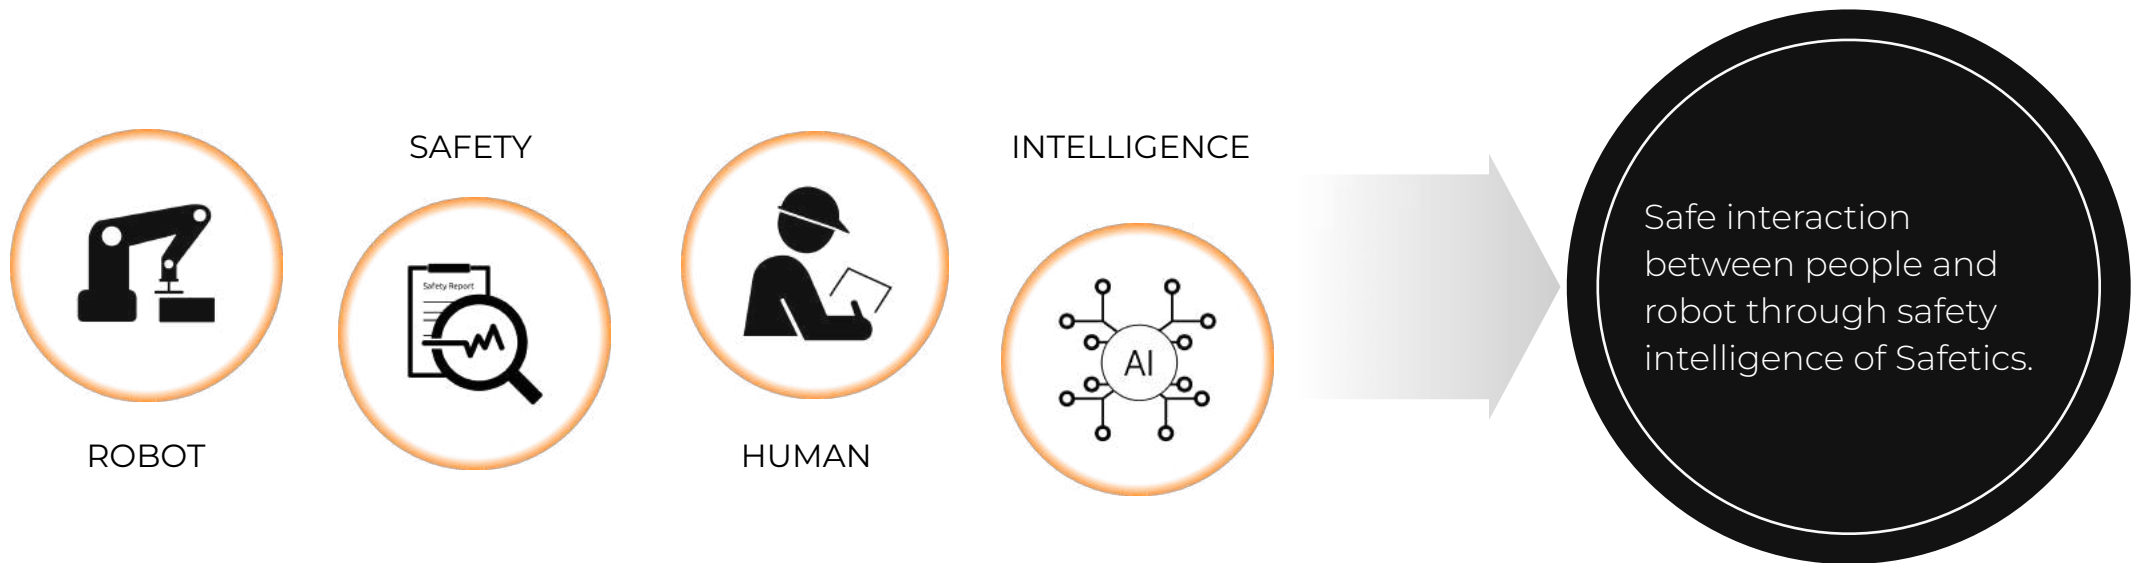 ROBOT
SAFETY
Safety Report
HUMAN
INTELLIGENCE
AI
Safe interaction
between people and
robot through safety
intelligence of Safetics.